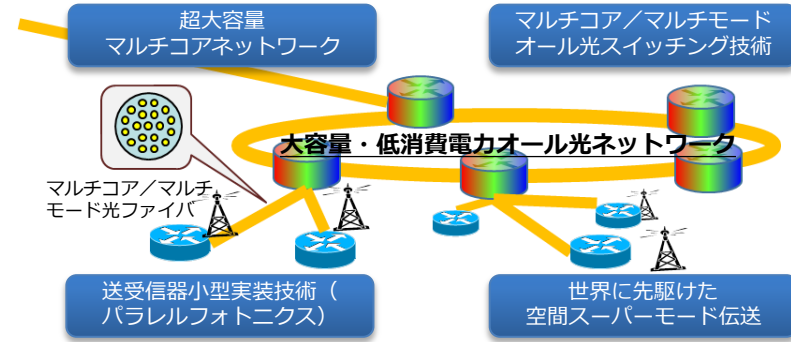 超大容量
マルチコアネットワーク
マルチコア／マルチモード
オール光スイッチング技術
大容量・低消費電力オール光ネットワーク
マルチコア／マルチ
モード光ファイバ
送受信器小型実装技術（
パラレルフォトニクス）
世界に先駆けた
空間スーパーモード伝送